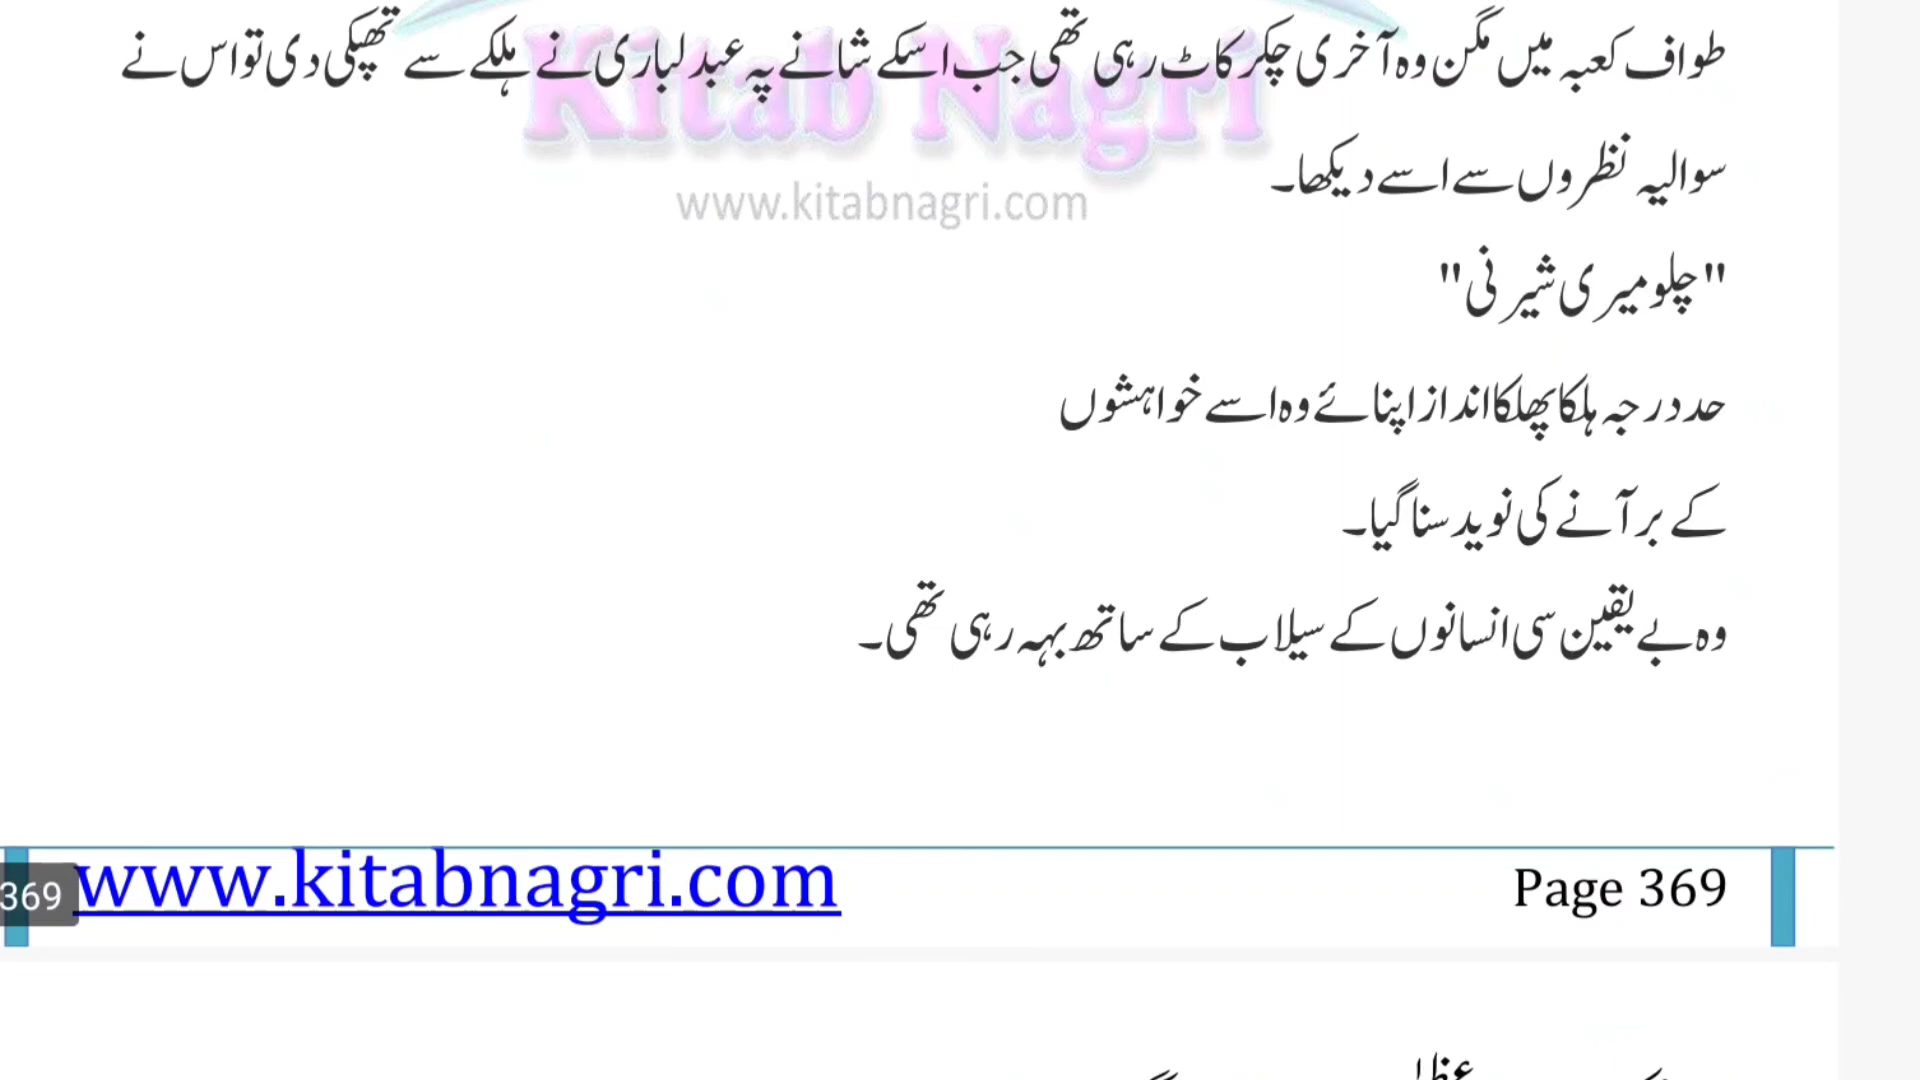 طواف کعبہ میں مگن وہ آخری چکر کاٹ رہی تھی جب اسکے شانے پہ عبدلباری نے ہلکے سے تھپکی دی تو اس نے
Kitab Nagri
سوالیہ نظروں سے اسے دیکھا۔
www.kitabnagri.com
"چلو میری شیرنی"
حد درجہ ہلکا پھلکا انداز اپنائے وہ اسے خواہشوں
کے بر آنے کی نوید سنا گیا۔
وہ بے یقین سی انسانوں کے سیلاب کے ساتھ بہہ رہی تھی۔
369 www.kitabnagri.com Page 369